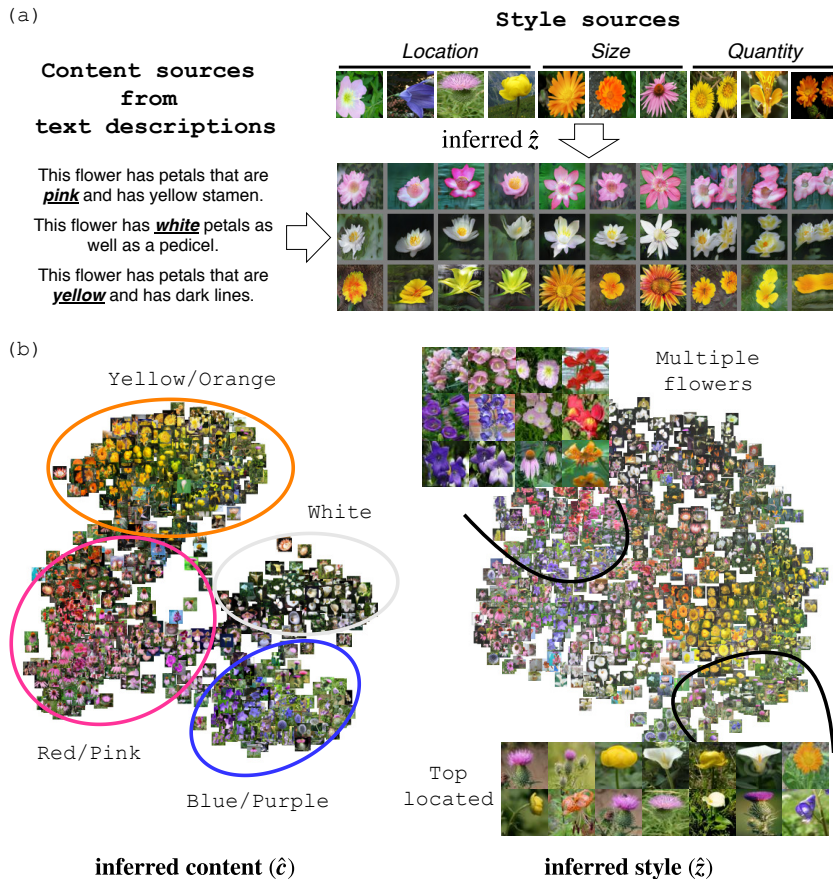 (a)
Style sources
Location
Size
Quantity
Content sources
from
text descriptions
inferred ẑ
This flower has petals that are
pink and has yellow stamen.
This flower has white petals as
well as a pedicel.
This flower has petals that are
yellow and has dark lines.
(b)
Yellow/Orange
Multiple
flowers
White
Red/Pink
Blue/Purple
Top
located
inferred content (ĉ)
inferred style (ẑ)